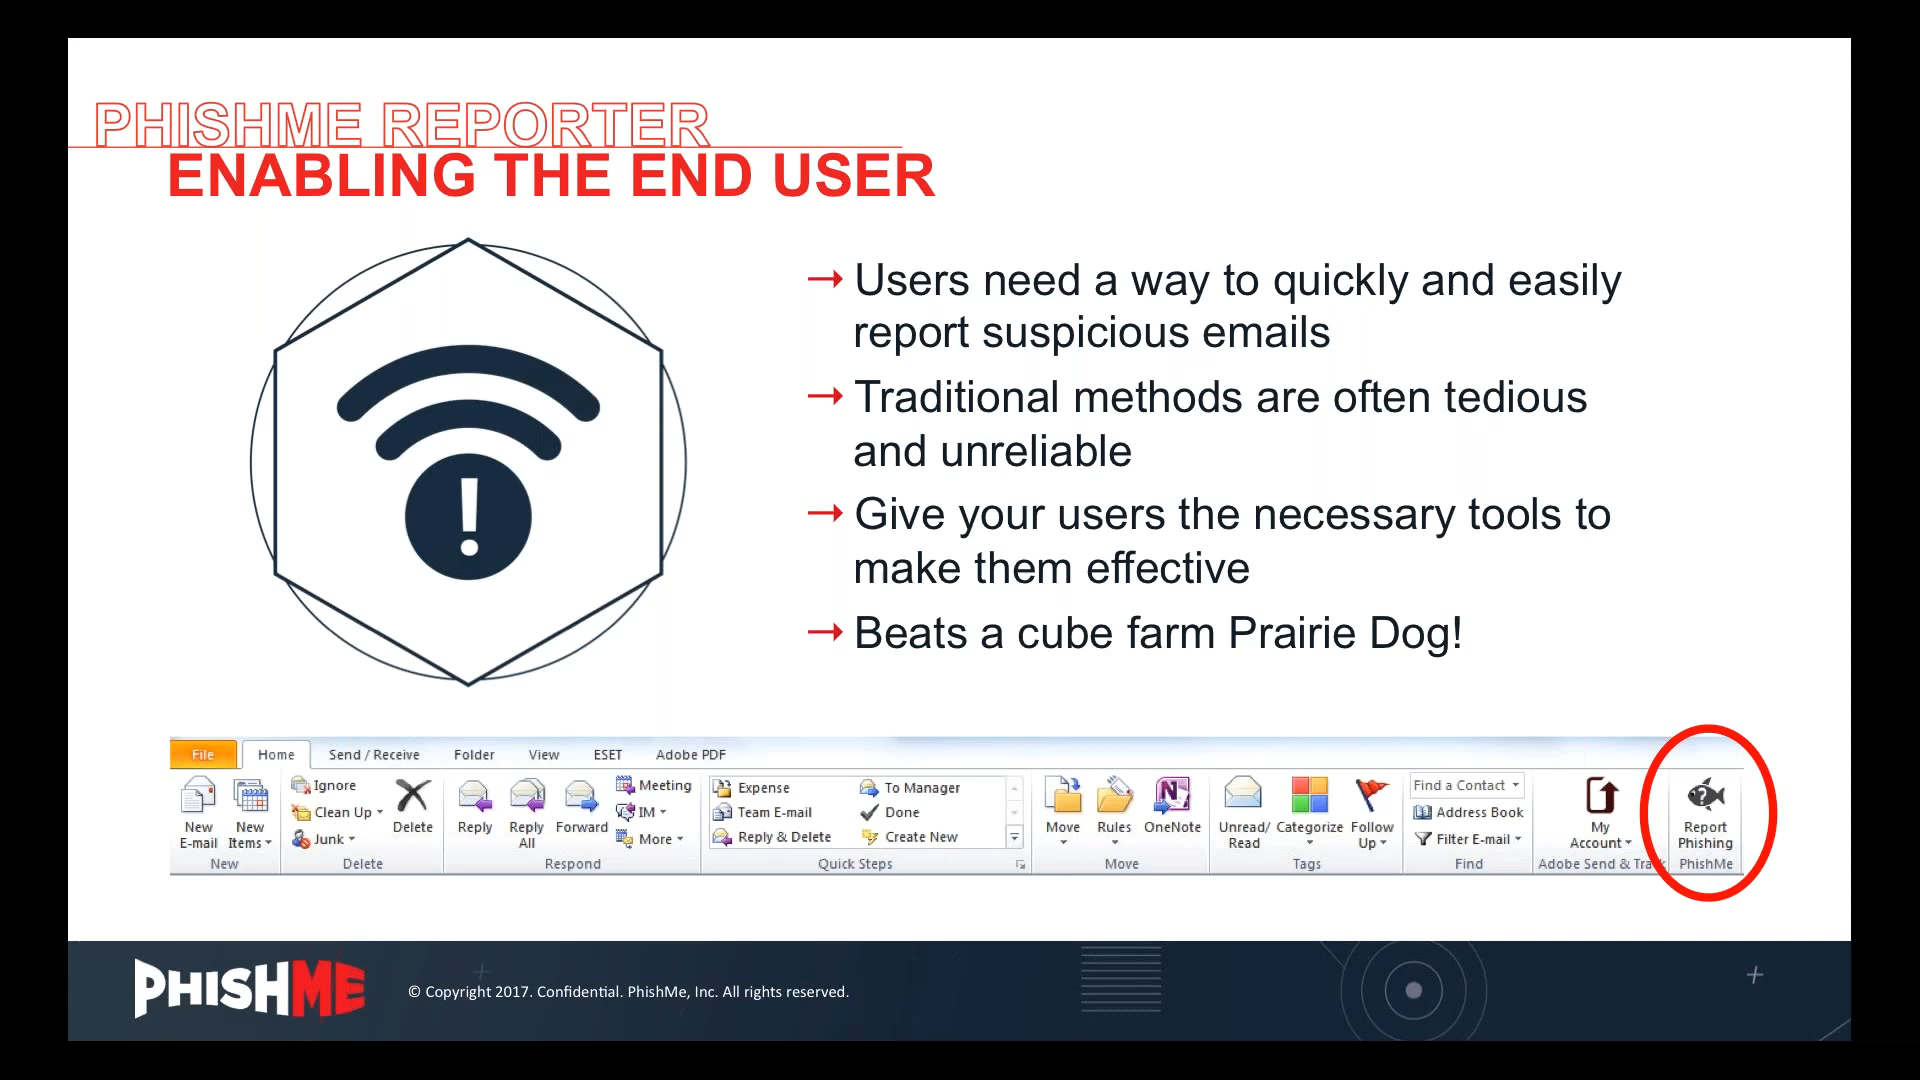 PHISHME REPORTER
ENABLING THE END USER
Users need a way to quickly and easily
report suspicious emails
Traditional methods are often tedious
and unreliable
Give your users the necessary tools to
make them effective
Beats a cube farm Prairie Dog!
!
File Home Send / Receive Folder View ESET Adobe PDF
New E-mail
New Items
New
Ignore
Clean Up
Junk
Delete
Delete
Reply
Reply All
Forward
Meeting
IM
More
Respond
Expense
Team E-mail
Reply & Delete
To Manager
Done
Create New
Quick Steps
Move
Rules
OneNote
Move
Unread/ Read
Categorize
Follow Up
Tags
Find a Contact
Address Book
Filter E-mail
Find
My Account
Adobe Send & Tra
Report Phishing
PhishMe
PHISHME
© Copyright 2017. Confidential. PhishMe, Inc. All rights reserved.